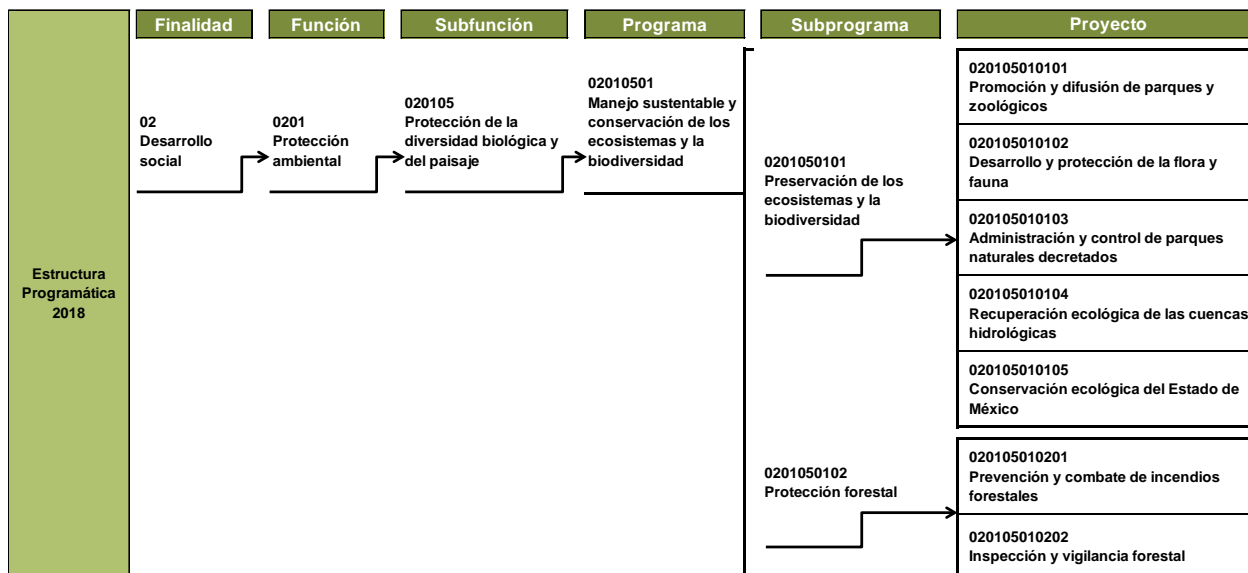 Finalidad
Función
Subfunción
Programa
Subprograma
Proyecto
Estructura
Programática
2018
02
Desarrollo
social
0201
Protección
ambiental
020105
Protección de la
diversidad biológica y
del paisaje
02010501
Manejo sustentable y
conservación de los
ecosistemas y la
biodiversidad
0201050101
Preservación de los
ecosistemas y la
biodiversidad
020105010101
Promoción y difusión de parques y
zoológicos
020105010102
Desarrollo y protección de la flora y
fauna
020105010103
Administración y control de parques
naturales decretados
020105010104
Recuperación ecológica de las cuencas
hidrológicas
020105010105
Conservación ecológica del Estado de
México
0201050102
Protección forestal
020105010201
Prevención y combate de incendios
forestales
020105010202
Inspección y vigilancia forestal